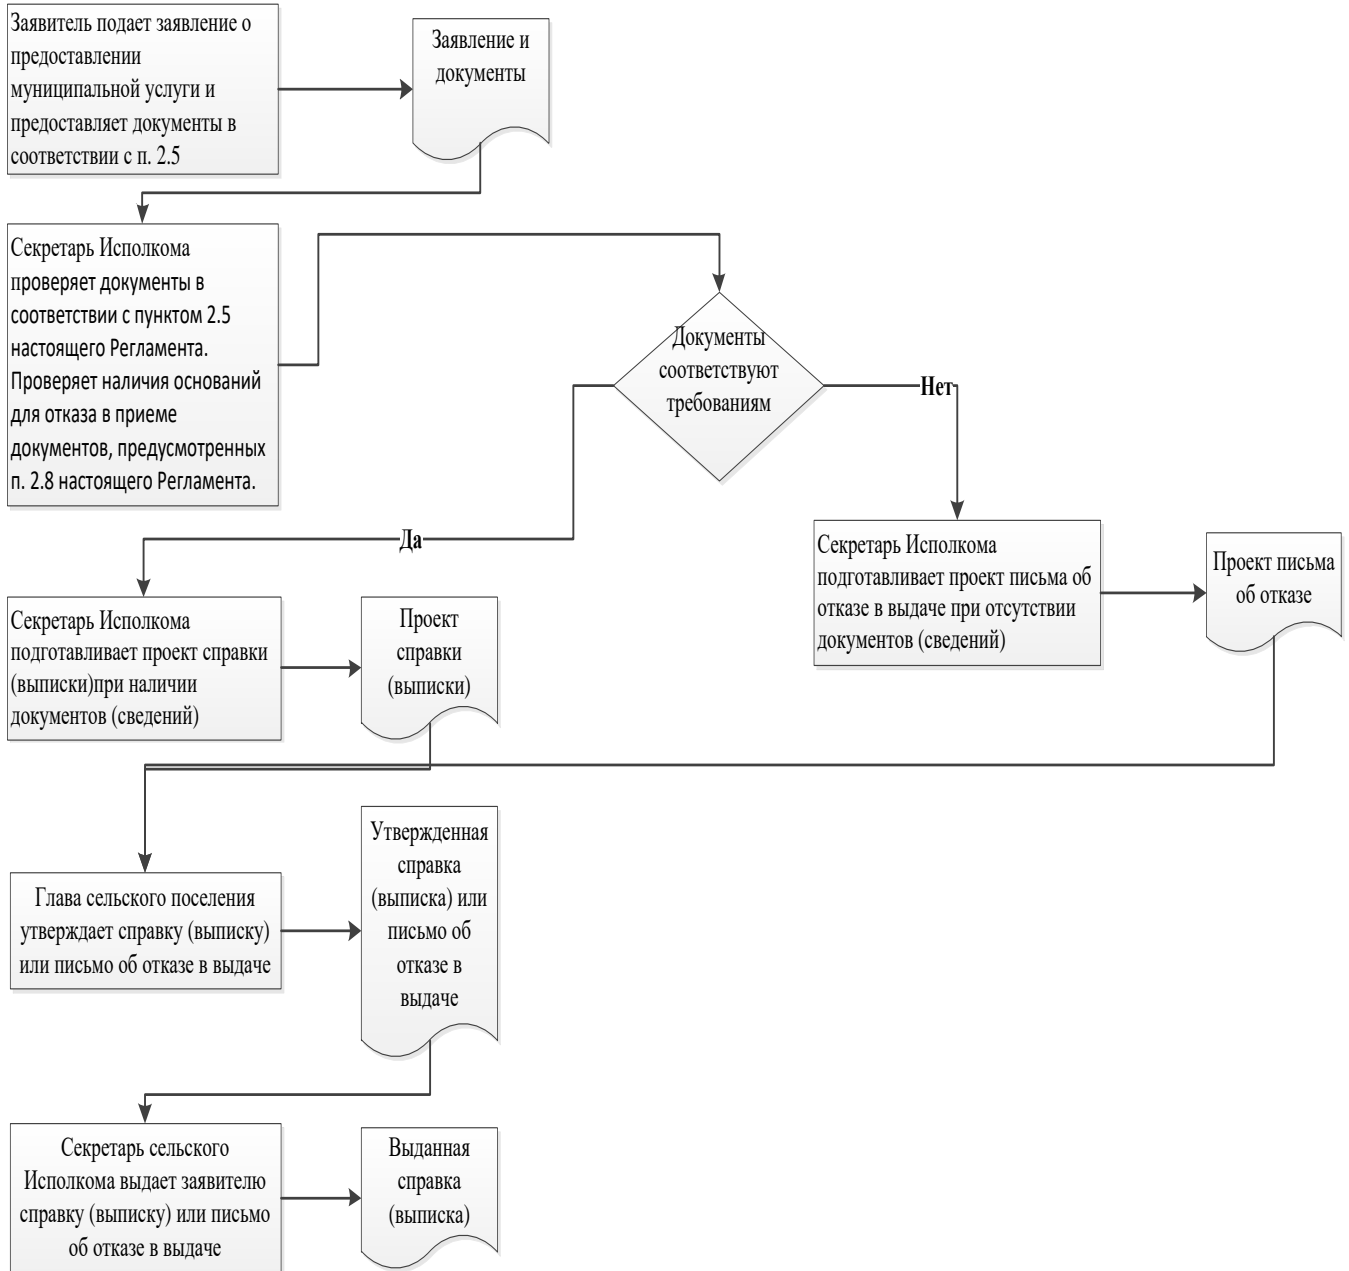 Заявитель подает заявление о
предоставлении
муниципальной услуги и
предоставляет документы в
соответствии с п. 2.5
Заявление и
документы
Секретарь Исполкома
проверяет документы в
соответствии с пунктом 2.5
настоящего Регламента.
Проверяет наличия оснований
для отказа в приеме
документов, предусмотренных
п. 2.8 настоящего Регламента.
Документы
соответствуют
требованиям
Нет
Да
Секретарь Исполкома
подготавливает проект письма об
отказе в выдаче при отсутствии
документов (сведений)
Проект письма
об отказе
Секретарь Исполкома
подготавливает проект справки
(выписки)при наличии
документов (сведений)
Проект
справки
(выписки)
Глава сельского поселения
утверждает справку (выписку)
или письмо об отказе в выдаче
Утвержденная
справка
(выписка) или
письмо об
отказе в
выдаче
Секретарь сельского
Исполкома выдает заявителю
справку (выписку) или письмо
об отказе в выдаче
Выданная
справка
(выписка)